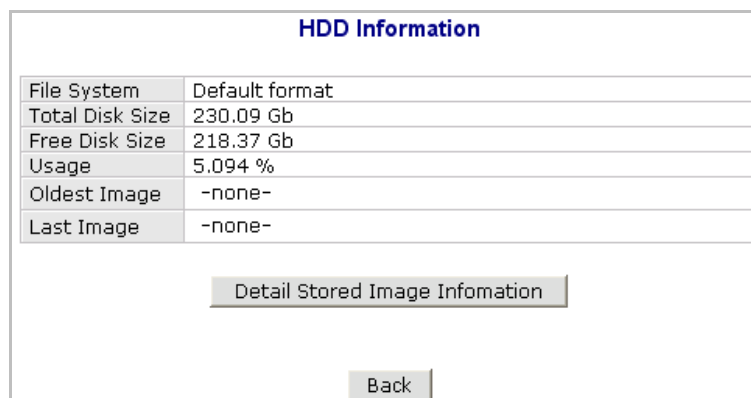 HDD Information
File System Default format
Total Disk Size 230.09 Gb
Free Disk Size 218.37 Gb
Usage 5.094 %
Oldest Image -none-
Last Image -none-
Detail Stored Image Infomation
Back